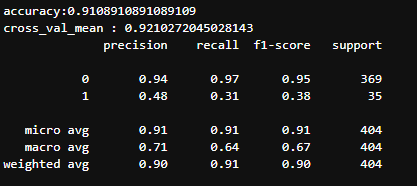 accuracy:0.9108910891089109
cross_val_mean : 0.9210272045028143
precision recall f1-score support
0 0.94 0.97 0.95 369
1 0.48 0.31 0.38 35
micro avg 0.91 0.91 0.91 404
macro avg 0.71 0.64 0.67 404
weighted avg 0.90 0.91 0.90 404